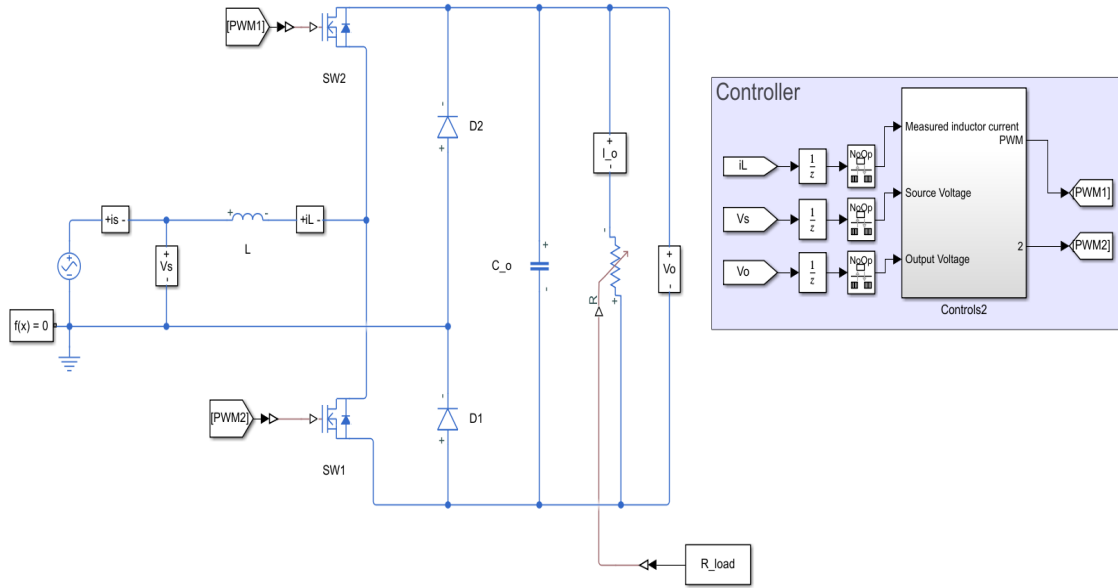 [PWM1]
SW2
D2
+
I_o
-
+is -
+
-
L
+iL -
+
Vs
-
f(x) = 0
C_o
+
-
R
+
Vo
-
[PWM2]
SW1
D1
R_load
Controller
iL
1
z
NoOp
Measured inductor current
PWM
[PWM1]
Vs
1
z
NoOp
Source Voltage
2
[PWM2]
Vo
1
z
NoOp
Output Voltage
Controls2